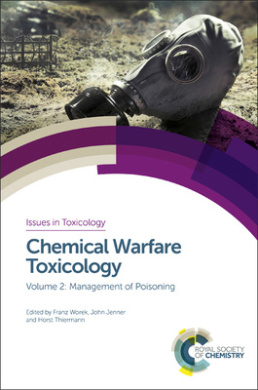 Issues in Toxicology
Chemical Warfare
Toxicology
Volume 2: Management of Poisoning
Edited by Franz Worek, John Jenner
and Horst Thiermann
ROYAL SOCIETY
OF CHEMISTRY